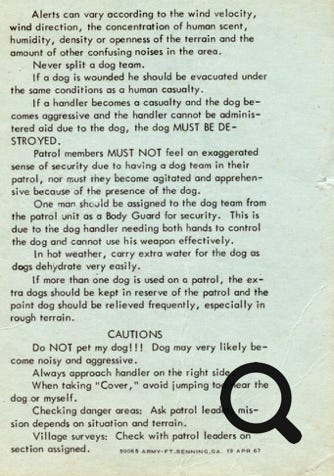 Alerts can vary according to the wind velocity,
wind direction, the concentration of human scent,
humidity, density or openness of the terrain and the
amount of other confusing noises in the area.
Never split a dog team.
If a dog is wounded he should be evacuated under
the same conditions as a human casualty.
If a handler becomes a casualty and the dog be-
comes aggressive and the handler cannot be adminis-
tered aid due to the dog, the dog MUST BE DE-
STROYED.
Patrol members MUST NOT feel an exaggerated
sense of security due to having a dog team in their
patrol, nor must they become agitated and apprehen-
sive because of the presence of the dog.
One man should be assigned to the dog team from
the patrol unit as a Body Guard for security. This is
due to the dog handler needing both hands to control
the dog and cannot use his weapon effectively.
In hot weather, carry extra water for the dog as
dogs dehydrate very easily.
If more than one dog is used on a patrol, the ex-
tra dogs should be kept in reserve of the patrol and the
point dog should be relieved frequently, especially in
rough terrain.
CAUTIONS
Do NOT pet my dog!!! Dog may very likely be-
come noisy and aggressive.
Always approach handler on the right side
When taking "Cover," avoid jumping too near the
dog or myself.
Checking danger areas: Ask patrol leader, mis-
sion depends on situation and terrain.
Village surveys: Check with patrol leaders on
section assigned. 50065 ARMY-FT.BENNING,GA. 19 APR 67